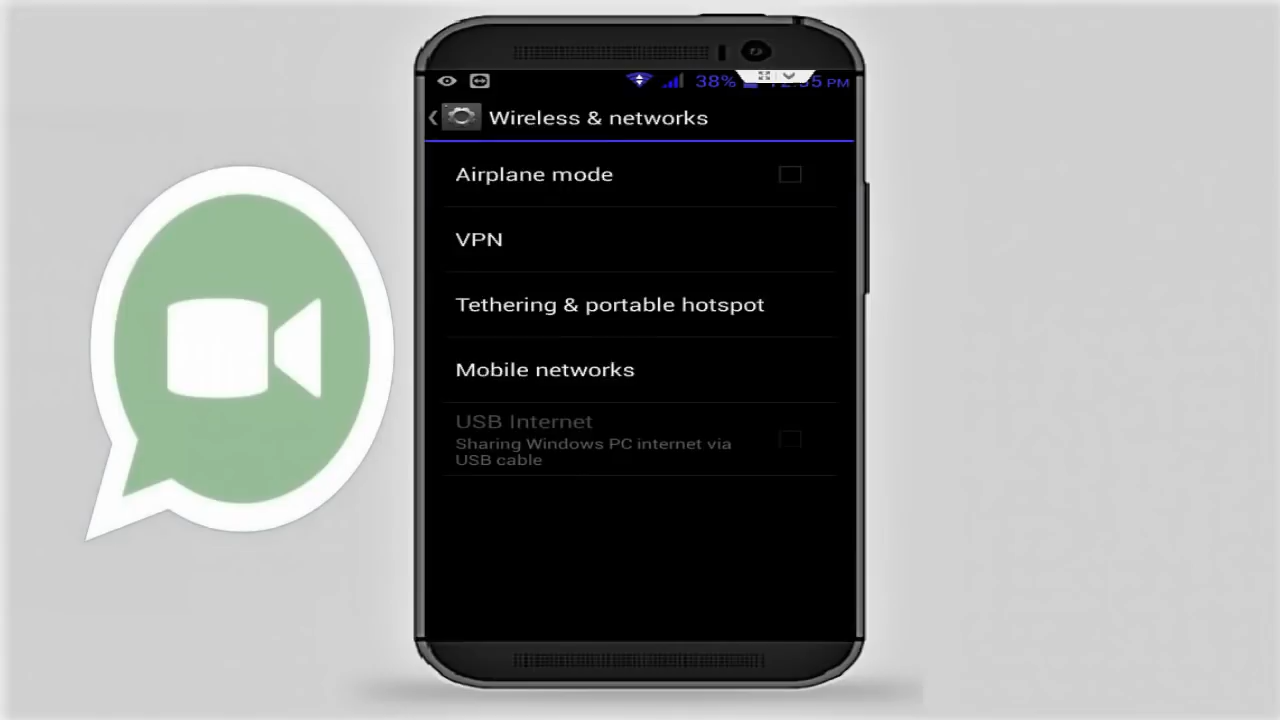 38% PM
Wireless & networks
Airplane mode
VPN
Tethering & portable hotspot
Mobile networks
USB Internet
Sharing Windows PC internet via
USB cable